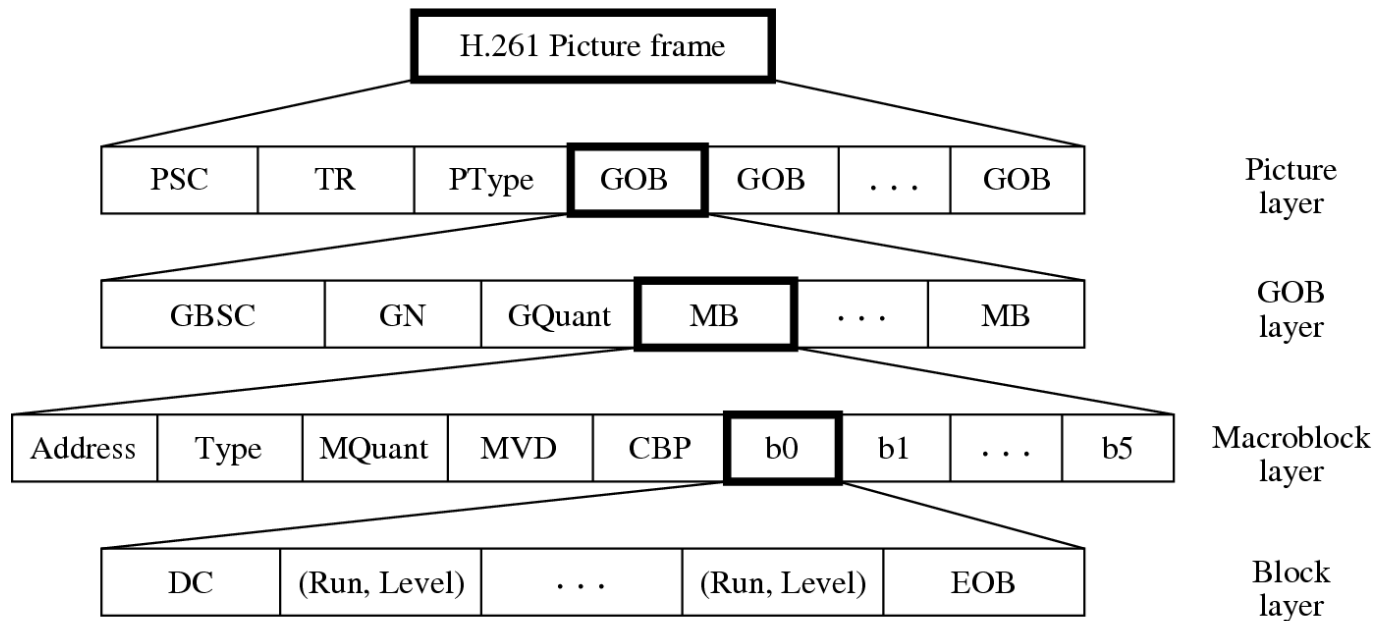 H.261 Picture frame
PSC TR PType GOB GOB . . . GOB
Picture
layer
GBSC GN GQuant MB . . . MB
GOB
layer
Address Type MQuant MVD CBP b0 b1 . . . b5
Macroblock
layer
DC (Run, Level) . . . (Run, Level) EOB
Block
layer